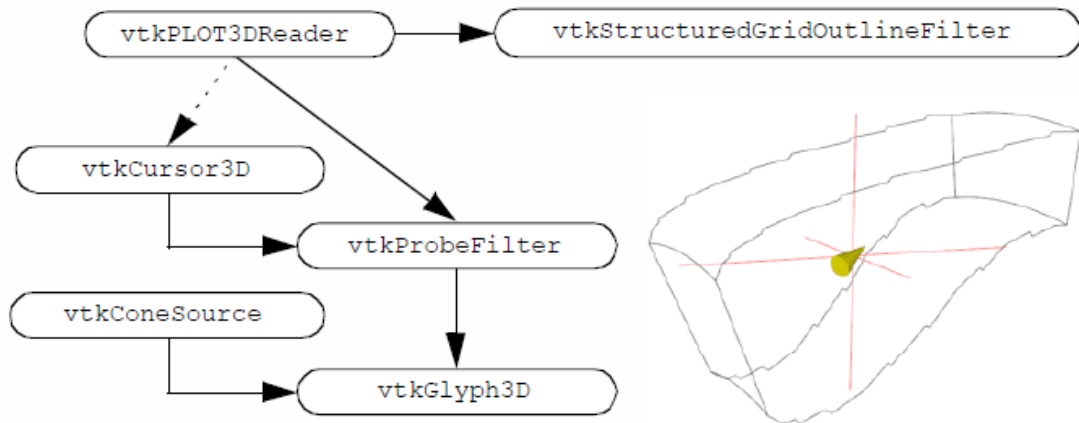 vtkPLOT3DReader
vtkStructuredGridOutlineFilter
vtkCursor3D
vtkProbeFilter
vtkConeSource
vtkGlyph3D